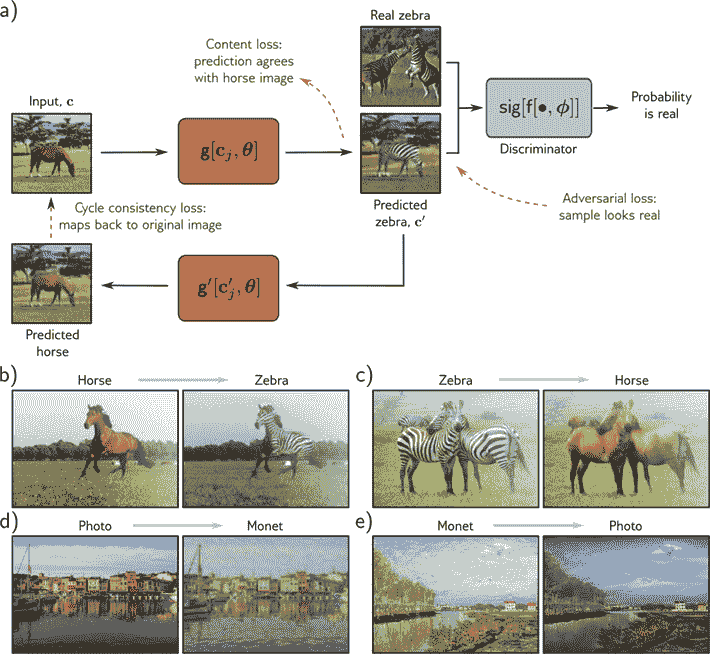 a)
Real zebra
Content loss:
prediction agrees
with horse image
Input, c
g[c_j, θ]
sig[f[•, ϕ]]
Probability
is real
Discriminator
Cycle consistency loss:
maps back to original image
Predicted
zebra, c′
Adversarial loss:
sample looks real
g′[c′_j, θ]
Predicted
horse
b)
Horse
Zebra
c)
Zebra
Horse
d)
Photo
Monet
e)
Monet
Photo